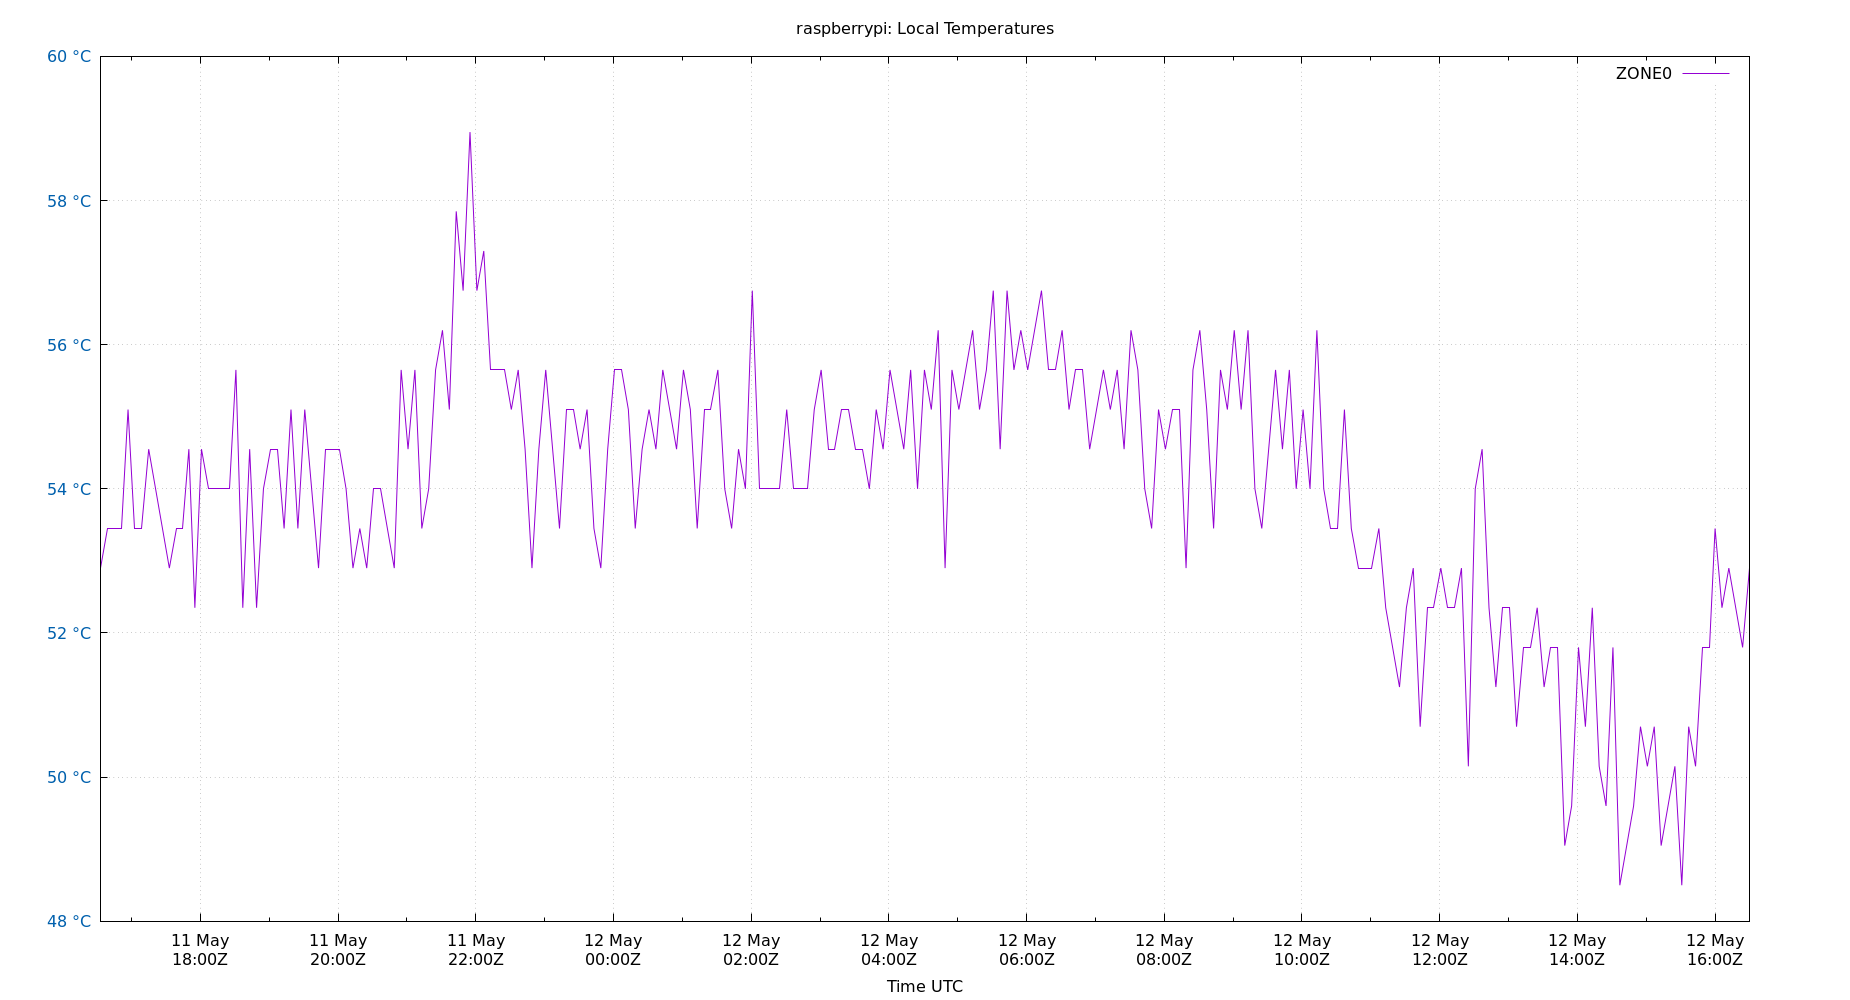 raspberrypi: Local Temperatures
60 °C
ZONE0
58 °C
56 °C
54 °C
52 °C
50 °C
48 °C
11 May 11 May 11 May 12 May 12 May 12 May 12 May 12 May 12 May 12 May 12 May 12 May
18:00Z 20:00Z 22:00Z 00:00Z 02:00Z 04:00Z 06:00Z 08:00Z 10:00Z 12:00Z 14:00Z 16:00Z
Time UTC